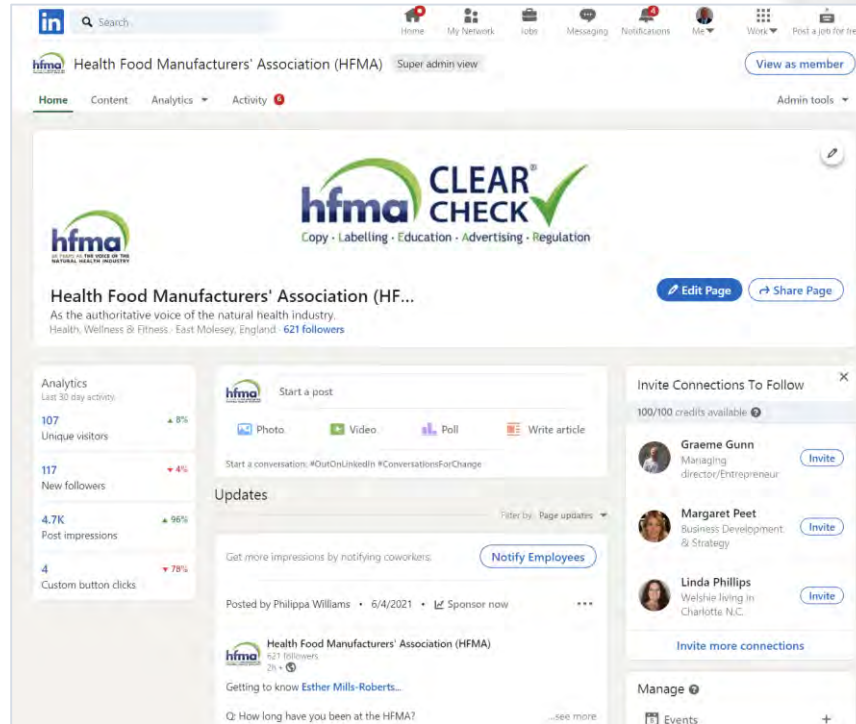 in
Search
Home
My Network
Jobs
Messaging
4
Notifications
Me
Work
Post a job for fre
hfma
Health Food Manufacturers' Association (HFMA)
Super admin view
View as member
Home
Content
Analytics
Activity
6
Admin tools
hfma CLEAR® CHECK
Copy · Labelling · Education · Advertising · Regulation
hfma
NATURAL HEALTH INDUSTRY
Health Food Manufacturers' Association (HF...
As the authoritative voice of the natural health industry.
Health, Wellness & Fitness · East Molesey, England · 621 followers
Edit Page
Share Page
Analytics
Last 30 day activity
107
8%
Unique visitors
117
4%
New followers
4.7K
96%
Post impressions
4
78%
Custom button clicks
hfma
Start a post
Photo
Video
Poll
Write article
Start a conversation: #OutOnLinkedIn #ConversationsForChange
Updates
Filter by: Page updates
Get more impressions by notifying coworkers.
Notify Employees
Posted by Philippa Williams • 6/4/2021 • Sponsor now
hfma
Health Food Manufacturers' Association (HFMA)
621 followers
2h •
Getting to know Esther Mills-Roberts...
Q: How long have you been at the HFMA?
...see more
Invite Connections To Follow
100/100 credits available
Graeme Gunn
Managing
director/Entrepreneur
Invite
Margaret Peet
Business Development
& Strategy
Invite
Linda Phillips
Welshie living in
Charlotte N.C.
Invite
Invite more connections
Manage
Events